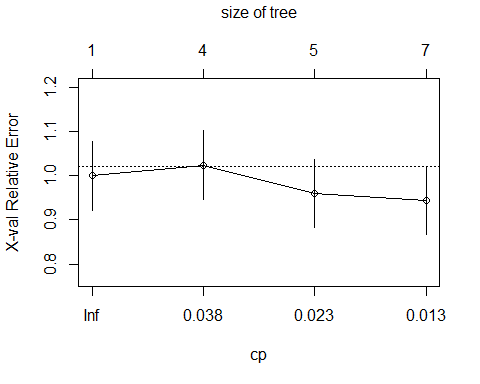 size of tree
1 4 5 7
X-val Relative Error
1.2
1.1
1.0
0.9
0.8
Inf 0.038 0.023 0.013
cp